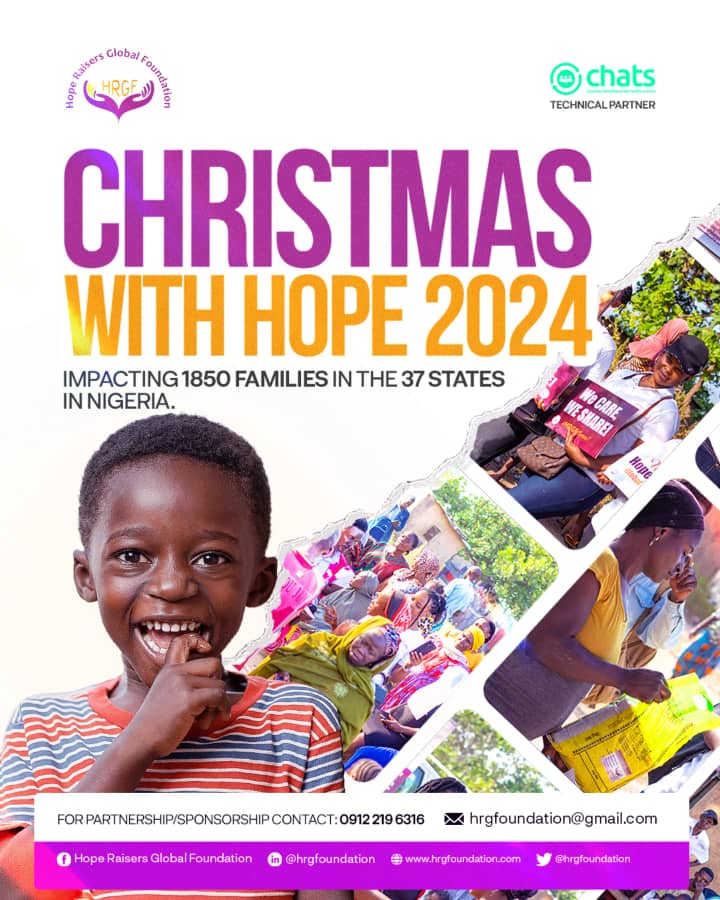 Hope Raisers Global Foundation
HRGF
chats
TECHNICAL PARTNER
CHRISTMAS
WITH HOPE 2024
IMPACTING 1850 FAMILIES IN THE 37 STATES
IN NIGERIA.
We CARE,
WE SHARE!
Hope
FOR PARTNERSHIP/SPONSORSHIP CONTACT: 0912 219 6316 hrgfoundation@gmail.com
Hope Raisers Global Foundation @hrgfoundation www.hrgfoundation.com @hrgfoundation